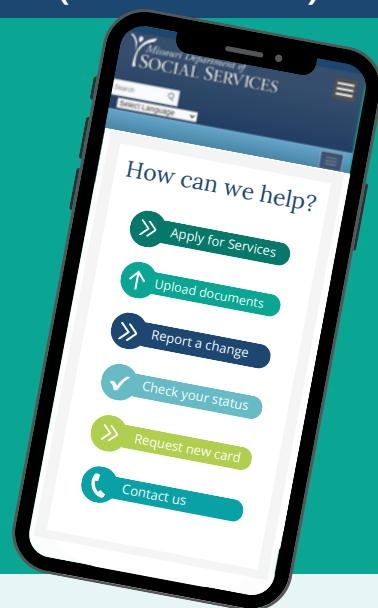 Missouri Department of
SOCIAL SERVICES
Search
Select Language
How can we help?
Apply for Services
Upload documents
Report a change
Check your status
Request new card
Contact us